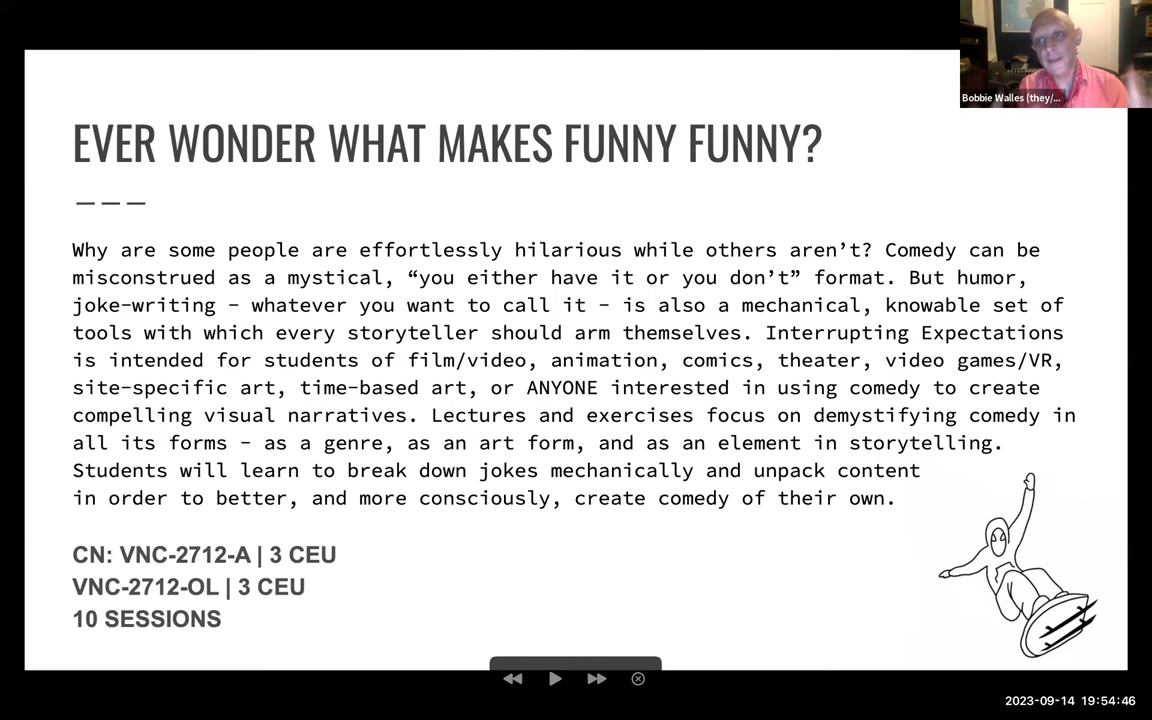 Bobbie Walles (they/...
EVER WONDER WHAT MAKES FUNNY FUNNY?
Why are some people are effortlessly hilarious while others aren’t? Comedy can be
misconstrued as a mystical, “you either have it or you don’t” format. But humor,
joke-writing - whatever you want to call it - is also a mechanical, knowable set of
tools with which every storyteller should arm themselves. Interrupting Expectations
is intended for students of film/video, animation, comics, theater, video games/VR,
site-specific art, time-based art, or ANYONE interested in using comedy to create
compelling visual narratives. Lectures and exercises focus on demystifying comedy in
all its forms - as a genre, as an art form, and as an element in storytelling.
Students will learn to break down jokes mechanically and unpack content
in order to better, and more consciously, create comedy of their own.
CN: VNC-2712-A | 3 CEU
VNC-2712-OL | 3 CEU
10 SESSIONS
2023-09-14 19:54:46